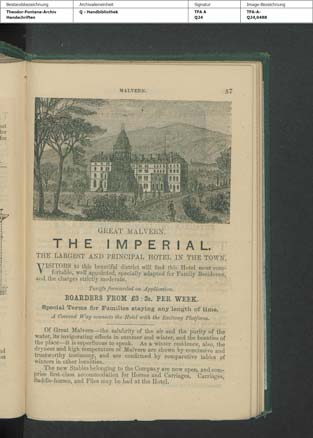 Bestandsbezeichnung Archivaleneinheit Signatur Image-Bezeichnung
Theodor-Fontane-Archiv Q - Handbibliothek TFA A TFA-A-
Handschriften Q24 Q24,0498
MALVERN. 57
GREAT MALVERN.
THE IMPERIAL.
THE LARGEST AND PRINCIPAL HOTEL IN THE TOWN.
VISITORS to this beautiful district will find this Hotel most com-
fortable, well appointed, specially adapted for Family Residence,
and the charges strictly moderate.
Tariffs forwarded on Application.
BOARDERS FROM £3 : 3s. PER WEEK.
Special Terms for Families staying any length of time.
A Covered Way connects the Hotel with the Railway Platform.
Of Great Malvern—the salubrity of the air and the purity of the
water, its invigorating effects in summer and winter, and the beauties of
the place—it is superfluous to speak. As a winter residence, also, the
dryness and high temperature of Malvern are shown by conclusive and
trustworthy testimony, and are confirmed by comparative tables of
winters in other localities.
The new Stables belonging to the Company are now open, and com-
prise first-class accommodation for Horses and Carriages. Carriages,
Saddle-horses, and Flies may be had at the Hotel.